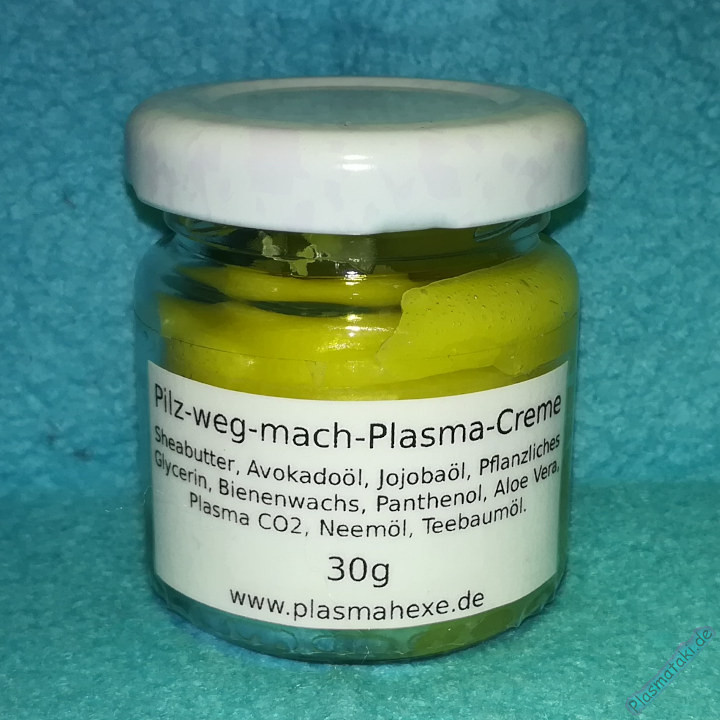 Pilz-weg-mach-Plasma-Creme
Sheabutter, Avokadoöl, Jojobaöl, Pflanzliches
Glycerin, Bienenwachs, Panthenol, Aloe Vera,
Plasma CO2, Neemöl, Teebaumöl.
30g
www.plasmahexe.de
Plasmataki.de